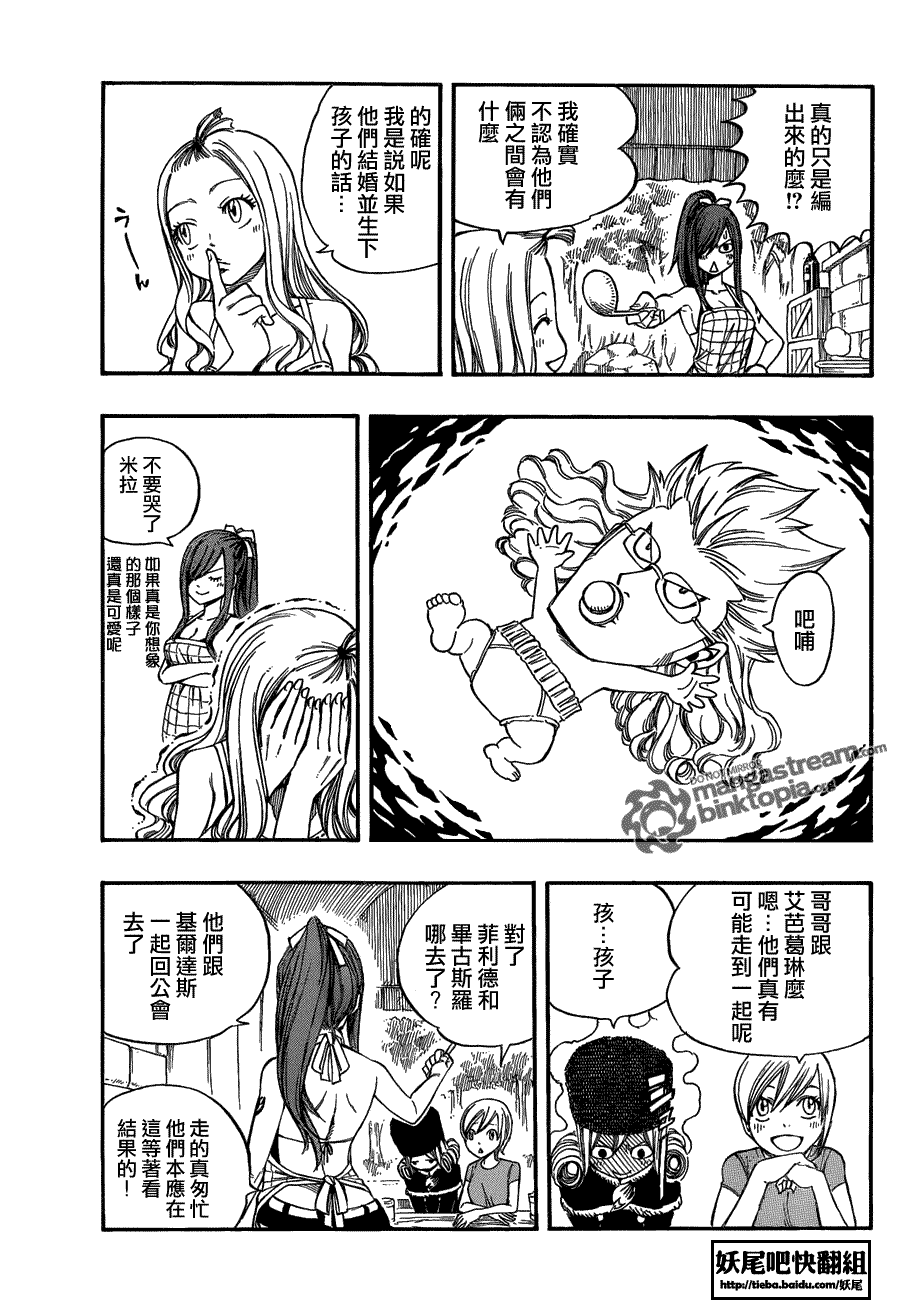 真的只是編
出來的麼!?
我確實
不認為他們
倆之間會有
什麼
的確呢
我是說如果
他們結婚並生下
孩子的話…
うーん
吧哺
不要哭了
米拉
如果真是你想象
的那個樣子
還真是可愛呢
DO NOT MIRROR
mangastream.com
binktopia.org
哥哥跟
艾芭葛琳麼
嗯…他們真有
可能走到一起呢
孩…孩子
對了
菲利德和
畢古斯羅
哪去了？
他們跟
基爾達斯
一起回公會
去了
走的真匆忙
他們本應在
這等著看
結果的！
妖尾吧快翻組
http://tieba.baidu.com/妖尾